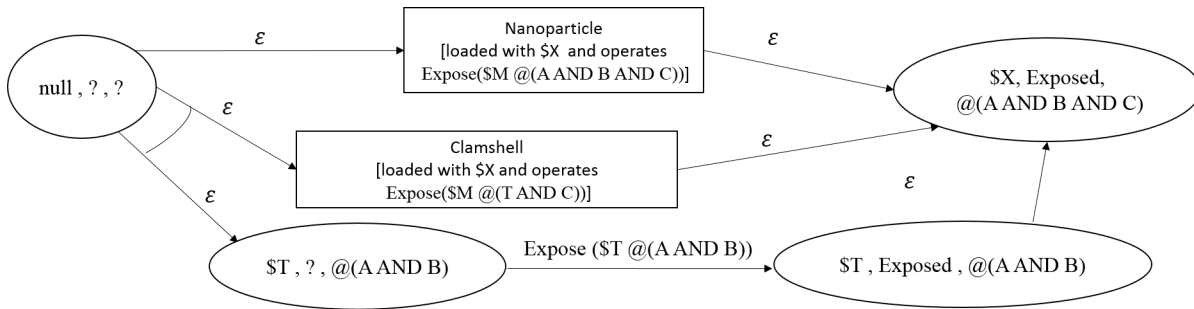 Nanoparticle
[loaded with $X and operates
Expose($M @(A AND B AND C))]
ε
ε
null , ? , ?
$X, Exposed,
@(A AND B AND C)
ε
ε
Clamshell
[loaded with $X and operates
Expose($M @(T AND C))]
ε
ε
Expose ($T @(A AND B))
$T , ? , @(A AND B)
$T , Exposed , @(A AND B)